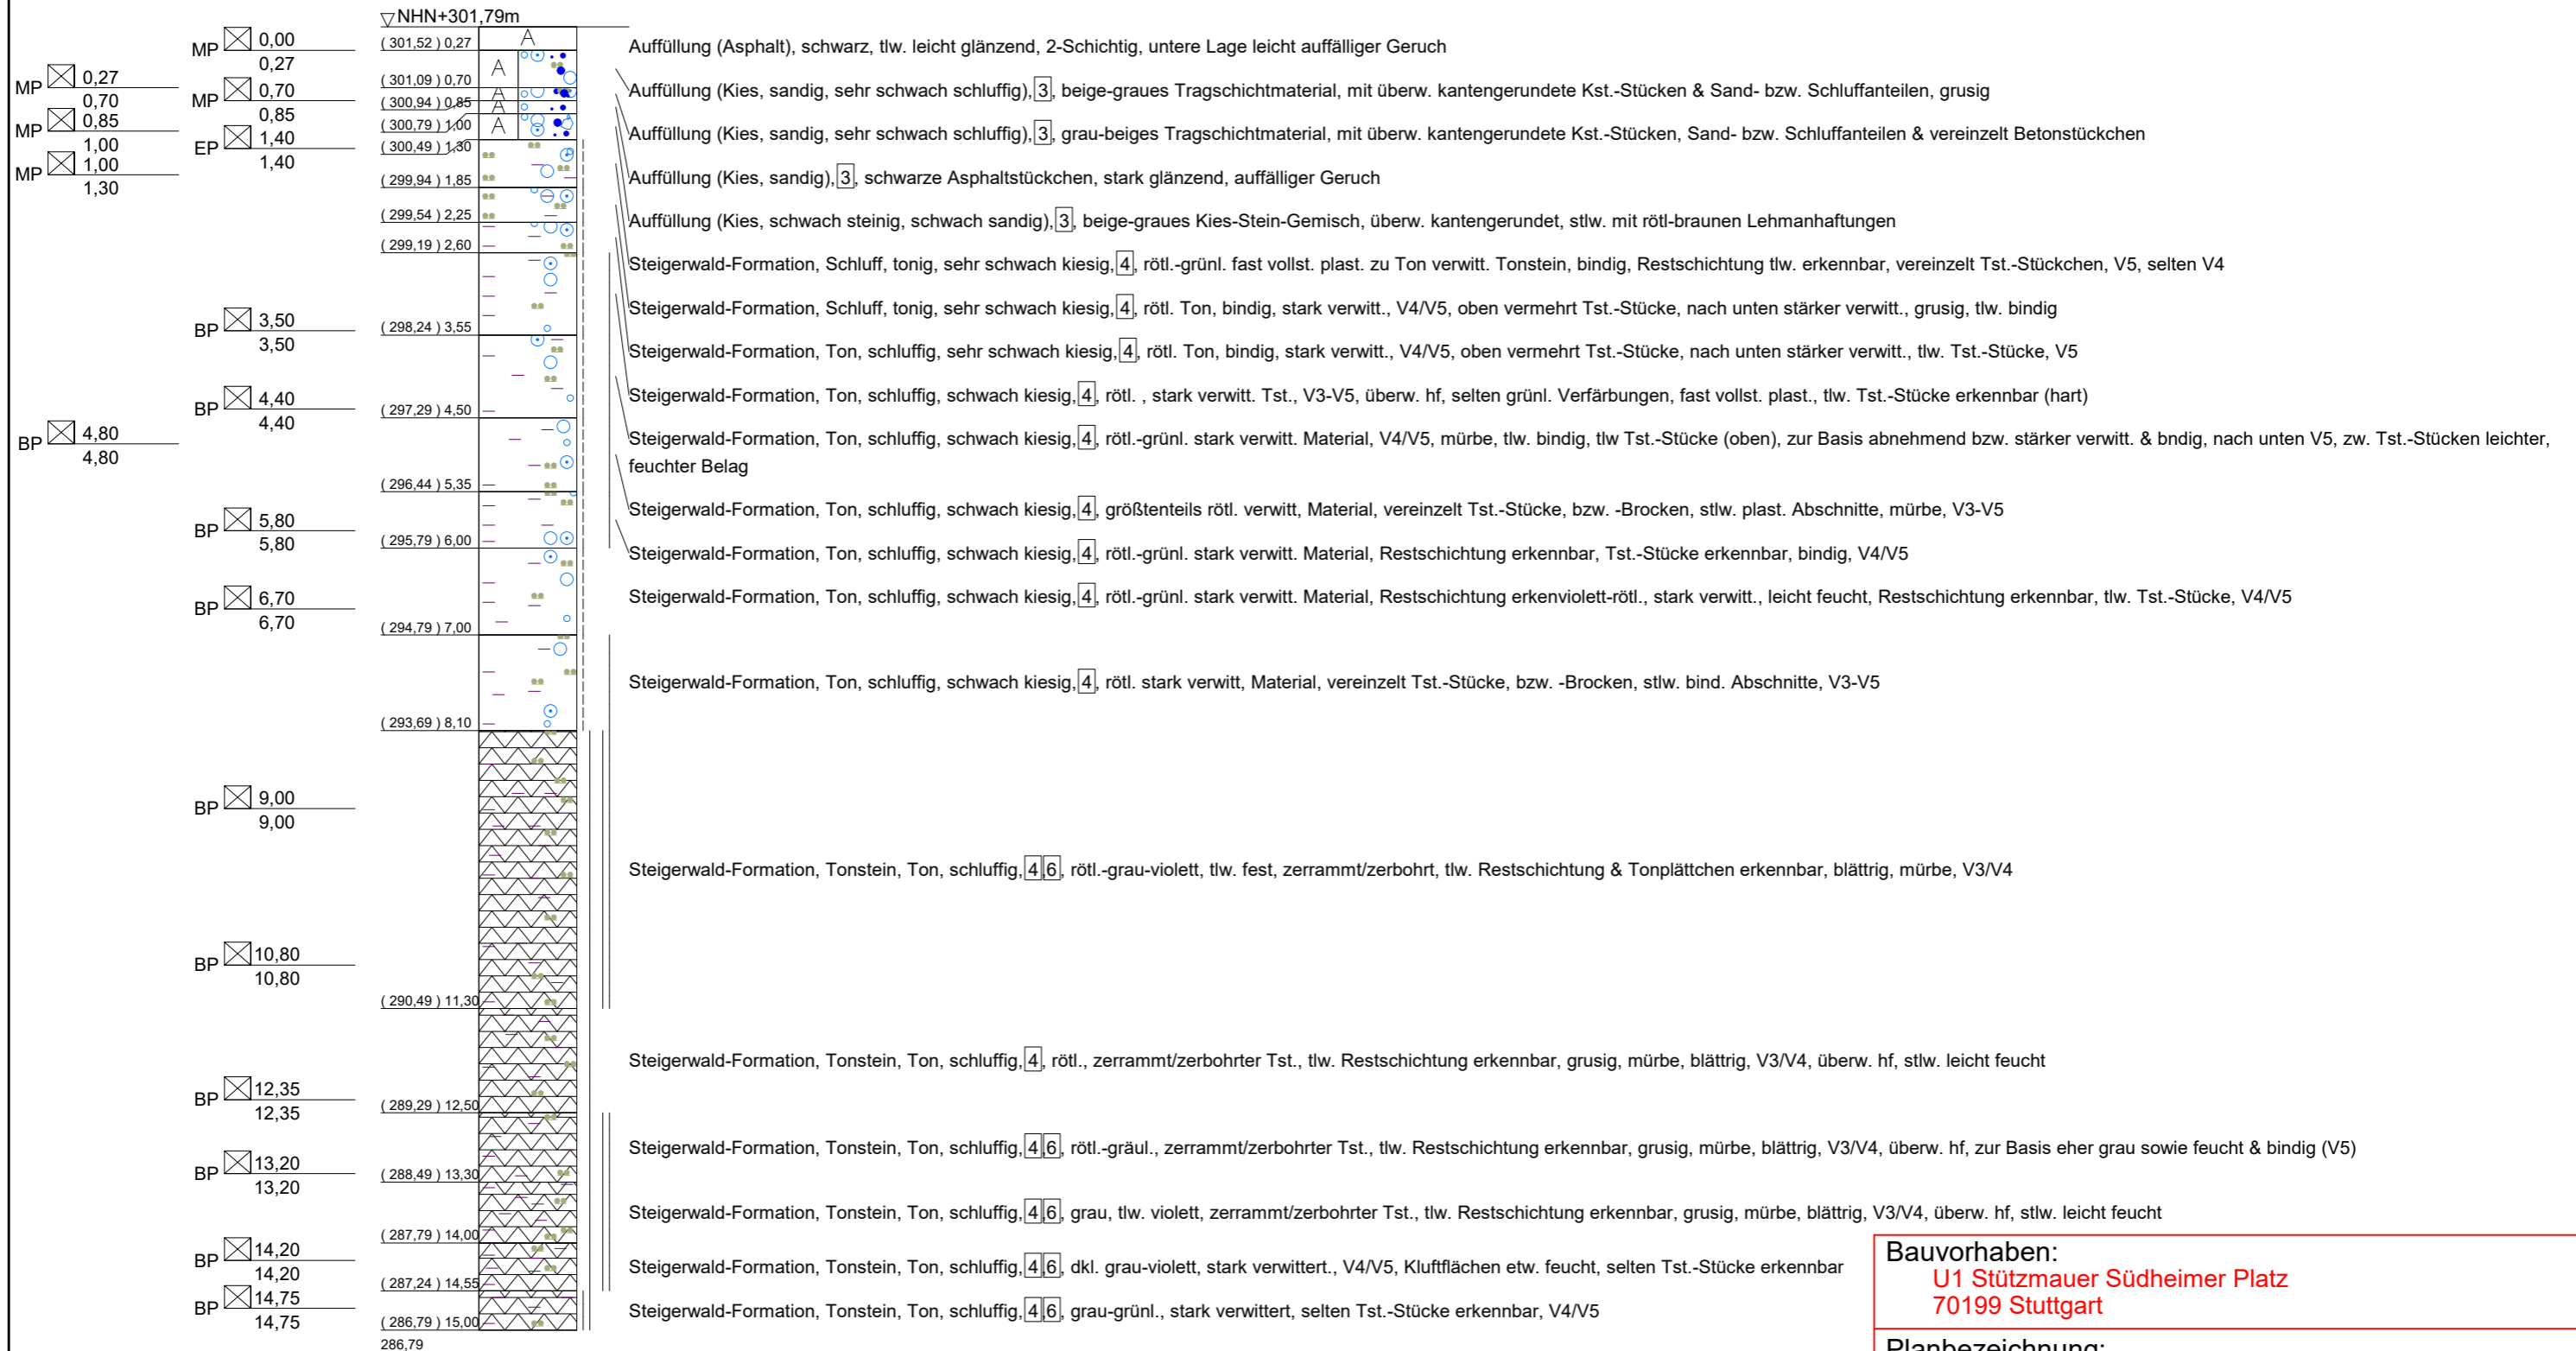 NHN+301,79m
MP 0,00
0,27
MP 0,27
0,70
MP 0,70
0,85
MP 0,85
1,00
EP 1,40
1,40
MP 1,00
1,30
BP 3,50
3,50
BP 4,40
4,40
BP 4,80
4,80
BP 5,80
5,80
BP 6,70
6,70
BP 9,00
9,00
BP 10,80
10,80
BP 12,35
12,35
BP 13,20
13,20
BP 14,20
14,20
BP 14,75
14,75
( 301,52 ) 0,27
( 301,09 ) 0,70
( 300,94 ) 0,85
( 300,79 ) 1,00
( 300,49 ) 1,30
( 299,94 ) 1,85
( 299,54 ) 2,25
( 299,19 ) 2,60
( 298,24 ) 3,55
( 297,29 ) 4,50
( 296,44 ) 5,35
( 295,79 ) 6,00
( 294,79 ) 7,00
( 293,69 ) 8,10
( 290,49 ) 11,30
( 289,29 ) 12,50
( 288,49 ) 13,30
( 287,79 ) 14,00
( 287,24 ) 14,55
( 286,79 ) 15,00
286,79
A
A
A
A
A
Auffüllung (Asphalt), schwarz, tlw. leicht glänzend, 2-Schichtig, untere Lage leicht auffälliger Geruch
Auffüllung (Kies, sandig, sehr schwach schluffig), 3, beige-graues Tragschichtmaterial, mit überw. kantengerundete Kst.-Stücken & Sand- bzw. Schluffanteilen, grusig
Auffüllung (Kies, sandig, sehr schwach schluffig), 3, grau-beiges Tragschichtmaterial, mit überw. kantengerundete Kst.-Stücken, Sand- bzw. Schluffanteilen & vereinzelt Betonstückchen
Auffüllung (Kies, sandig), 3, schwarze Asphaltstückchen, stark glänzend, auffälliger Geruch
Auffüllung (Kies, schwach steinig, schwach sandig), 3, beige-graues Kies-Stein-Gemisch, überw. kantengerundet, stlw. mit rötl-braunen Lehmanhaftungen
Steigerwald-Formation, Schluff, tonig, sehr schwach kiesig, 4, rötl.-grünl. fast vollst. plast. zu Ton verwitt. Tonstein, bindig, Restschichtung tlw. erkennbar, vereinzelt Tst.-Stückchen, V5, selten V4
Steigerwald-Formation, Schluff, tonig, sehr schwach kiesig, 4, rötl. Ton, bindig, stark verwitt., V4/V5, oben vermehrt Tst.-Stücke, nach unten stärker verwitt., grusig, tlw. bindig
Steigerwald-Formation, Ton, schluffig, sehr schwach kiesig, 4, rötl. Ton, bindig, stark verwitt., V4/V5, oben vermehrt Tst.-Stücke, nach unten stärker verwitt., tlw. Tst.-Stücke, V5
Steigerwald-Formation, Ton, schluffig, schwach kiesig, 4, rötl. , stark verwitt. Tst., V3-V5, überw. hf, selten grünl. Verfärbungen, fast vollst. plast., tlw. Tst.-Stücke erkennbar (hart)
Steigerwald-Formation, Ton, schluffig, schwach kiesig, 4, rötl.-grünl. stark verwitt. Material, V4/V5, mürbe, tlw. bindig, tlw Tst.-Stücke (oben), zur Basis abnehmend bzw. stärker verwitt. & bndig, nach unten V5, zw. Tst.-Stücken leichter,
feuchter Belag
Steigerwald-Formation, Ton, schluffig, schwach kiesig, 4, größtenteils rötl. verwitt, Material, vereinzelt Tst.-Stücke, bzw. -Brocken, stlw. plast. Abschnitte, mürbe, V3-V5
Steigerwald-Formation, Ton, schluffig, schwach kiesig, 4, rötl.-grünl. stark verwitt. Material, Restschichtung erkennbar, Tst.-Stücke erkennbar, bindig, V4/V5
Steigerwald-Formation, Ton, schluffig, schwach kiesig, 4, rötl.-grünl. stark verwitt. Material, Restschichtung erkenviolett-rötl., stark verwitt., leicht feucht, Restschichtung erkennbar, tlw. Tst.-Stücke, V4/V5
Steigerwald-Formation, Ton, schluffig, schwach kiesig, 4, rötl. stark verwitt, Material, vereinzelt Tst.-Stücke, bzw. -Brocken, stlw. bind. Abschnitte, V3-V5
Steigerwald-Formation, Tonstein, Ton, schluffig, 4, 6, rötl.-grau-violett, tlw. fest, zerrammt/zerbohrt, tlw. Restschichtung & Tonplättchen erkennbar, blättrig, mürbe, V3/V4
Steigerwald-Formation, Tonstein, Ton, schluffig, 4, rötl., zerrammt/zerbohrter Tst., tlw. Restschichtung erkennbar, grusig, mürbe, blättrig, V3/V4, überw. hf, stlw. leicht feucht
Steigerwald-Formation, Tonstein, Ton, schluffig, 4, 6, rötl.-gräul., zerrammt/zerbohrter Tst., tlw. Restschichtung erkennbar, grusig, mürbe, blättrig, V3/V4, überw. hf, zur Basis eher grau sowie feucht & bindig (V5)
Steigerwald-Formation, Tonstein, Ton, schluffig, 4, 6, grau, tlw. violett, zerrammt/zerbohrter Tst., tlw. Restschichtung erkennbar, grusig, mürbe, blättrig, V3/V4, überw. hf, stlw. leicht feucht
Steigerwald-Formation, Tonstein, Ton, schluffig, 4, 6, dkl. grau-violett, stark verwittert., V4/V5, Kluftflächen etw. feucht, selten Tst.-Stücke erkennbar
Steigerwald-Formation, Tonstein, Ton, schluffig, 4, 6, grau-grünl., stark verwittert, selten Tst.-Stücke erkennbar, V4/V5
Bauvorhaben:
U1 Stützmauer Südheimer Platz
70199 Stuttgart
Planbezeichnung: